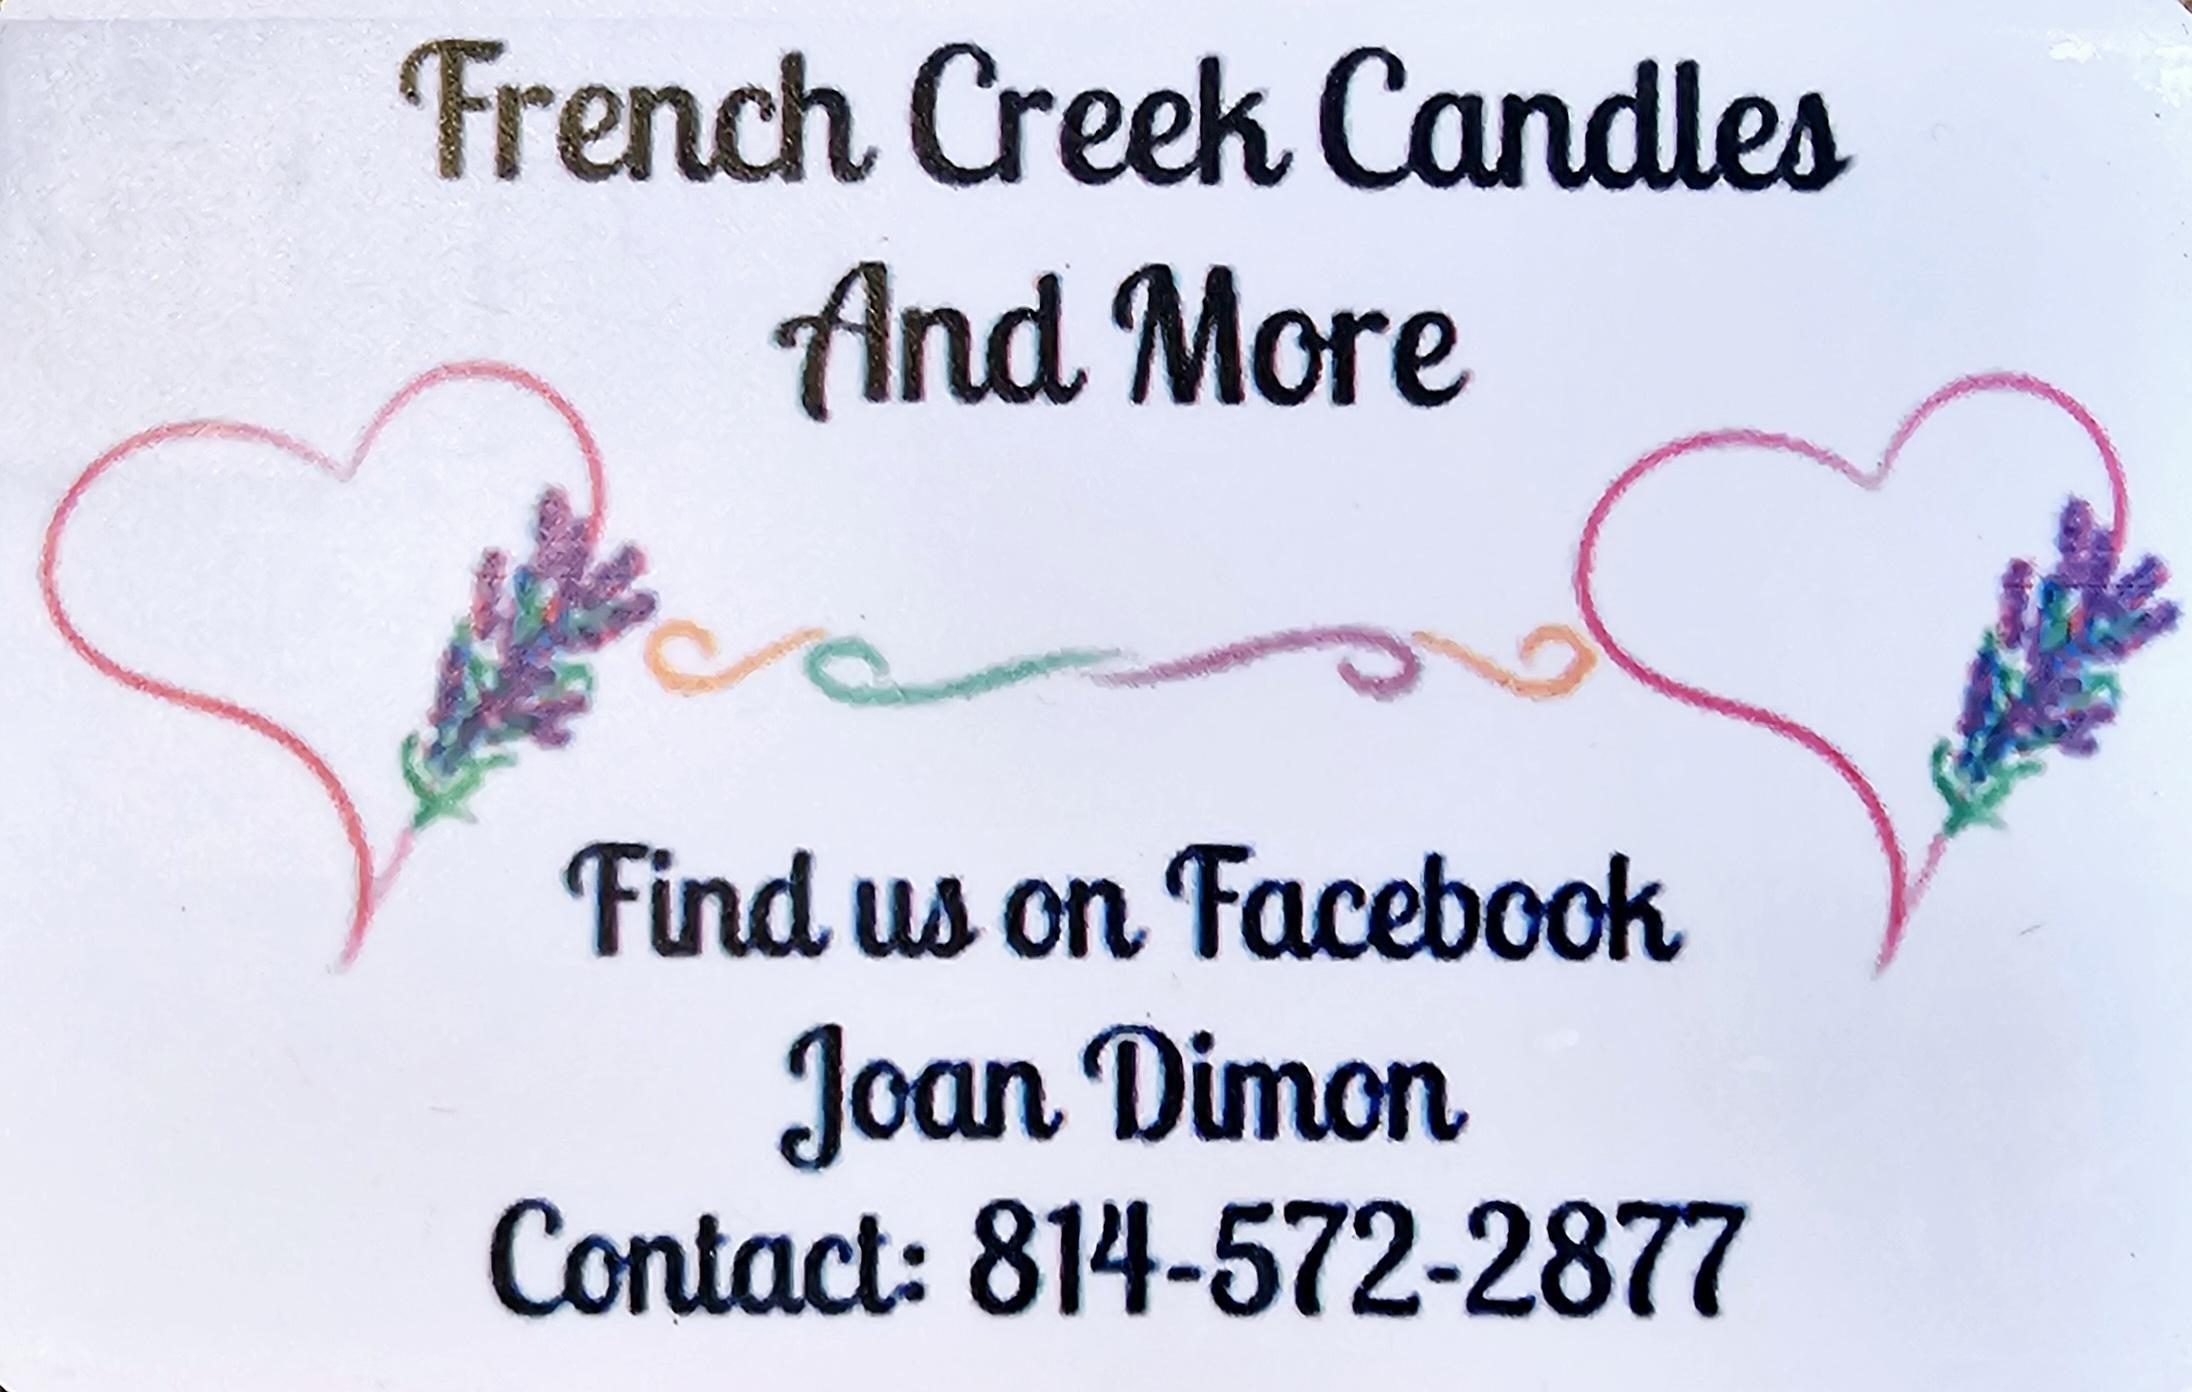 French Creek Candles
And More
Find us on Facebook
Joan Dimon
Contact: 814-572-2877